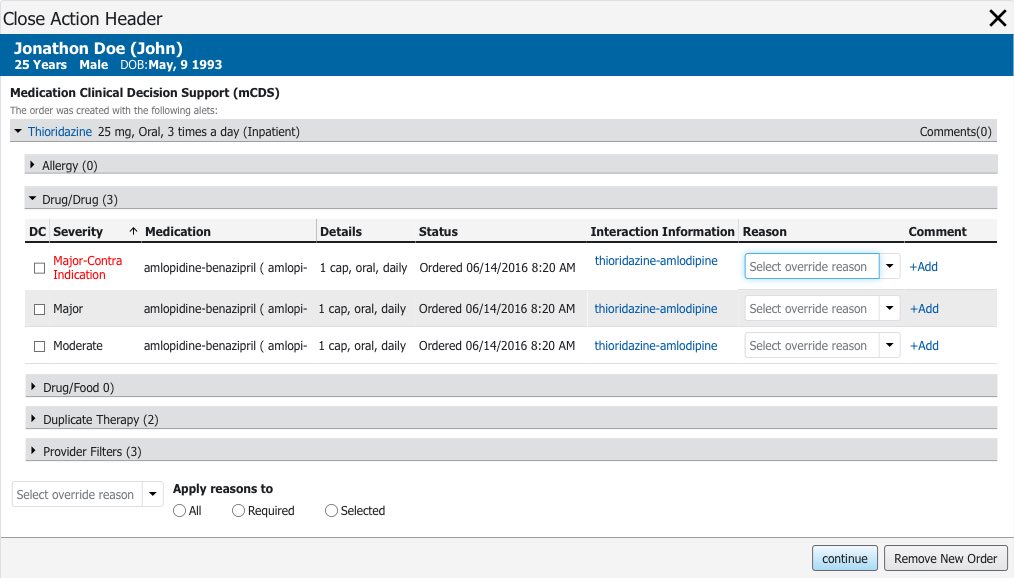 Close Action Header
Jonathon Doe (John)
25 Years Male DOB:May, 9 1993
Medication Clinical Decision Support (mCDS)
The order was created with the following alets:
Thioridazine 25 mg, Oral, 3 times a day (Inpatient) Comments(0)
Allergy (0)
Drug/Drug (3)
DC Severity Medication Details Status Interaction Information Reason Comment
Major-Contra
Indication
amlopidine-benazipril ( amlopi- 1 cap, oral, daily Ordered 06/14/2016 8:20 AM thioridazine-amlodipine Select override reason +Add
Major amlopidine-benazipril ( amlopi- 1 cap, oral, daily Ordered 06/14/2016 8:20 AM thioridazine-amlodipine Select override reason +Add
Moderate amlopidine-benazipril ( amlopi- 1 cap, oral, daily Ordered 06/14/2016 8:20 AM thioridazine-amlodipine Select override reason +Add
Drug/Food 0)
Duplicate Therapy (2)
Provider Filters (3)
Select override reason Apply reasons to
All Required Selected
continue Remove New Order